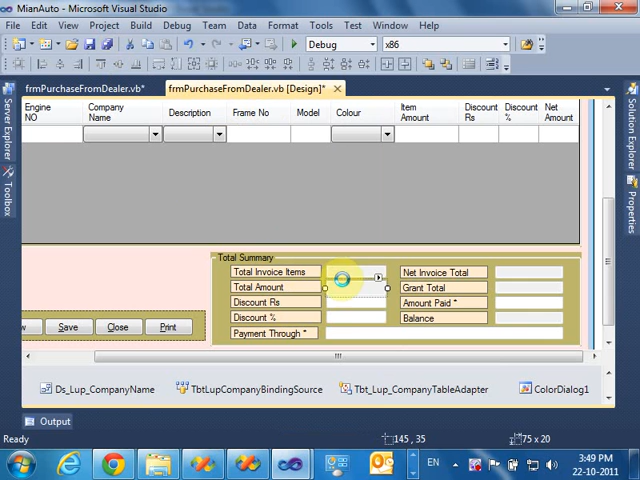 MianAuto - Microsoft Visual Studio
File Edit View Project Build Debug Team Data Format Tools Test Window Help
Debug x86
frmPurchaseFromDealer.vb* frmPurchaseFromDealer.vb [Design]*
Server Explorer
Toolbox
Solution Explorer
Properties
Engine NO Company Name Description Frame No Model Colour Item Amount Discount Rs Discount % Net Amount
Total Summary
Total Invoice Items Net Invoice Total
Total Amount Grant Total
Discount Rs Amount Paid *
Discount % Balance
Payment Through *
w Save Close Print
Ds_Lup_CompanyName TbtLupCompanyBindingSource Tbt_Lup_CompanyTableAdapter ColorDialog1
Output
Ready 145, 35 75 x 20
EN 3:49 PM
22-10-2011